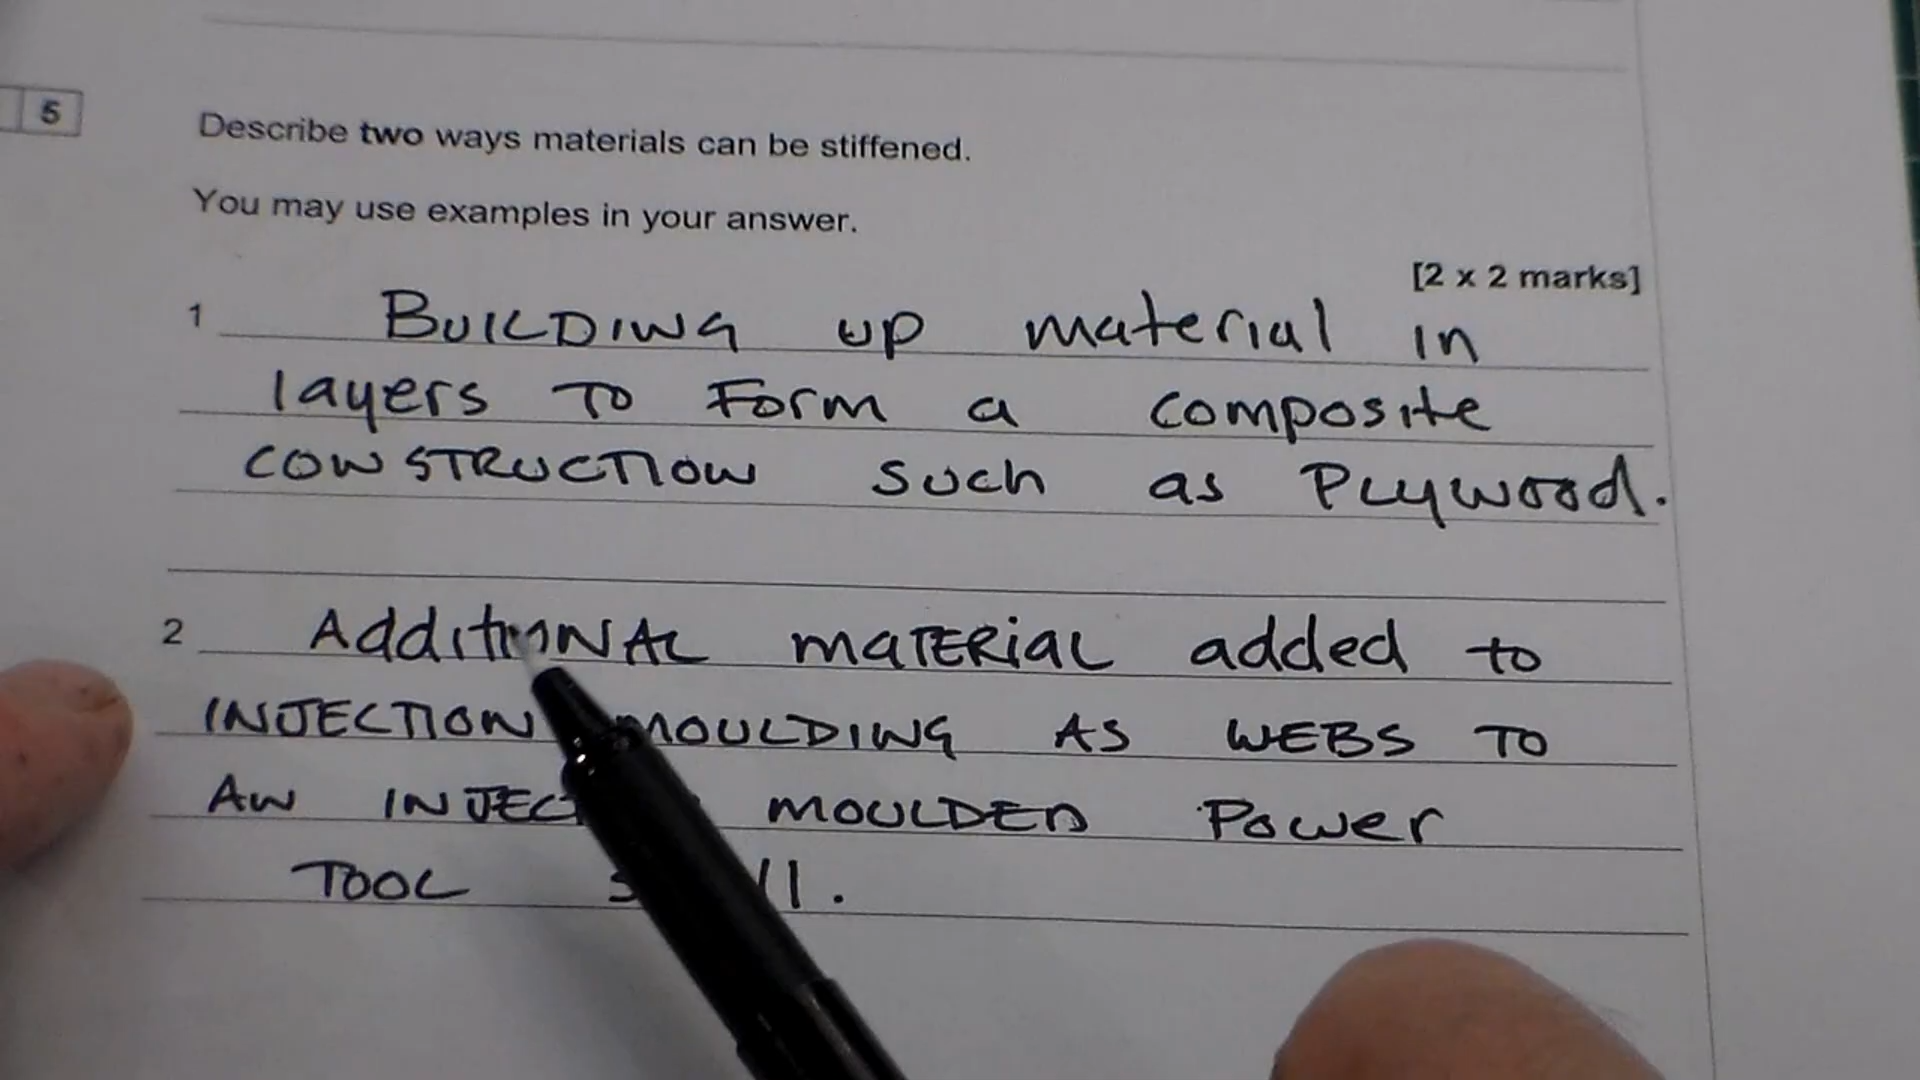 5
Describe two ways materials can be stiffened.
You may use examples in your answer.
[2 x 2 marks]
1 Building up material in
layers to Form a composite
construction such as Plywood.
2 Additional material added to
injection moulding as webs to
an moulded Power
tool